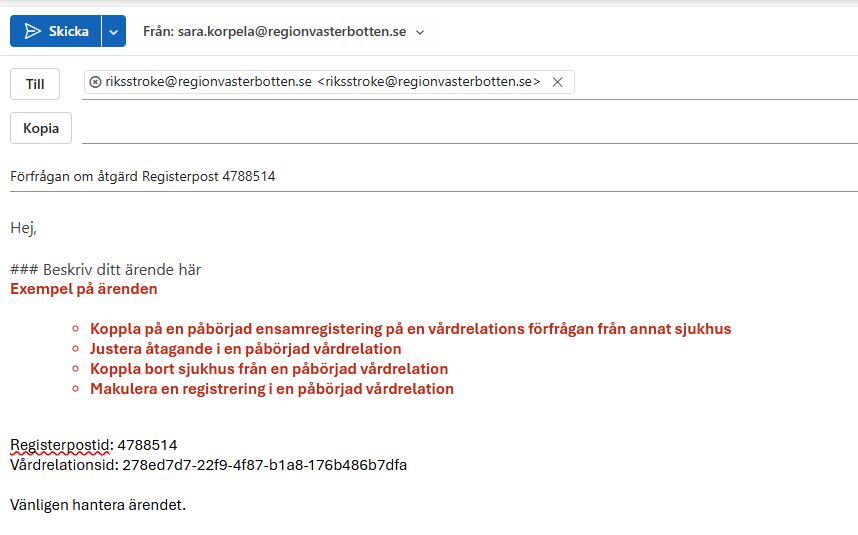 Skicka
Från: sara.korpela@regionvasterbotten.se
Till
riksstroke@regionvasterbotten.se <riksstroke@regionvasterbotten.se>
Kopia
Förfrågan om åtgärd Registerpost 4788514
Hej,
### Beskriv ditt ärende här
Exempel på ärenden
Koppla på en påbörjad ensamregistering på en vårdrelations förfrågan från annat sjukhus
Justera åtagande i en påbörjad vårdrelation
Koppla bort sjukhus från en påbörjad vårdrelation
Makulera en registrering i en påbörjad vårdrelation
Registerpostid: 4788514
Vårdrelationsid: 278ed7d7-22f9-4f87-b1a8-176b486b7dfa
Vänligen hantera ärendet.